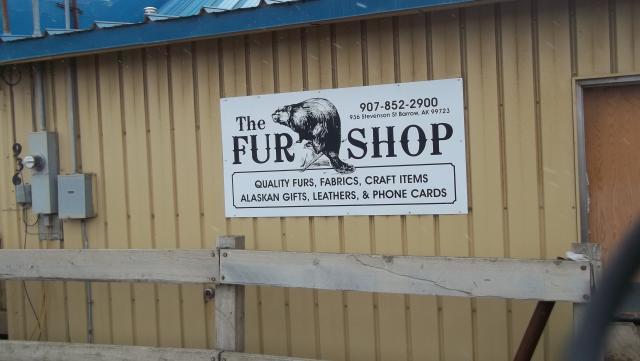 907-852-2900
936 Stevenson St Barrow, AK 99723
The
FUR SHOP
QUALITY FURS, FABRICS, CRAFT ITEMS
ALASKAN GIFTS, LEATHERS, & PHONE CARDS